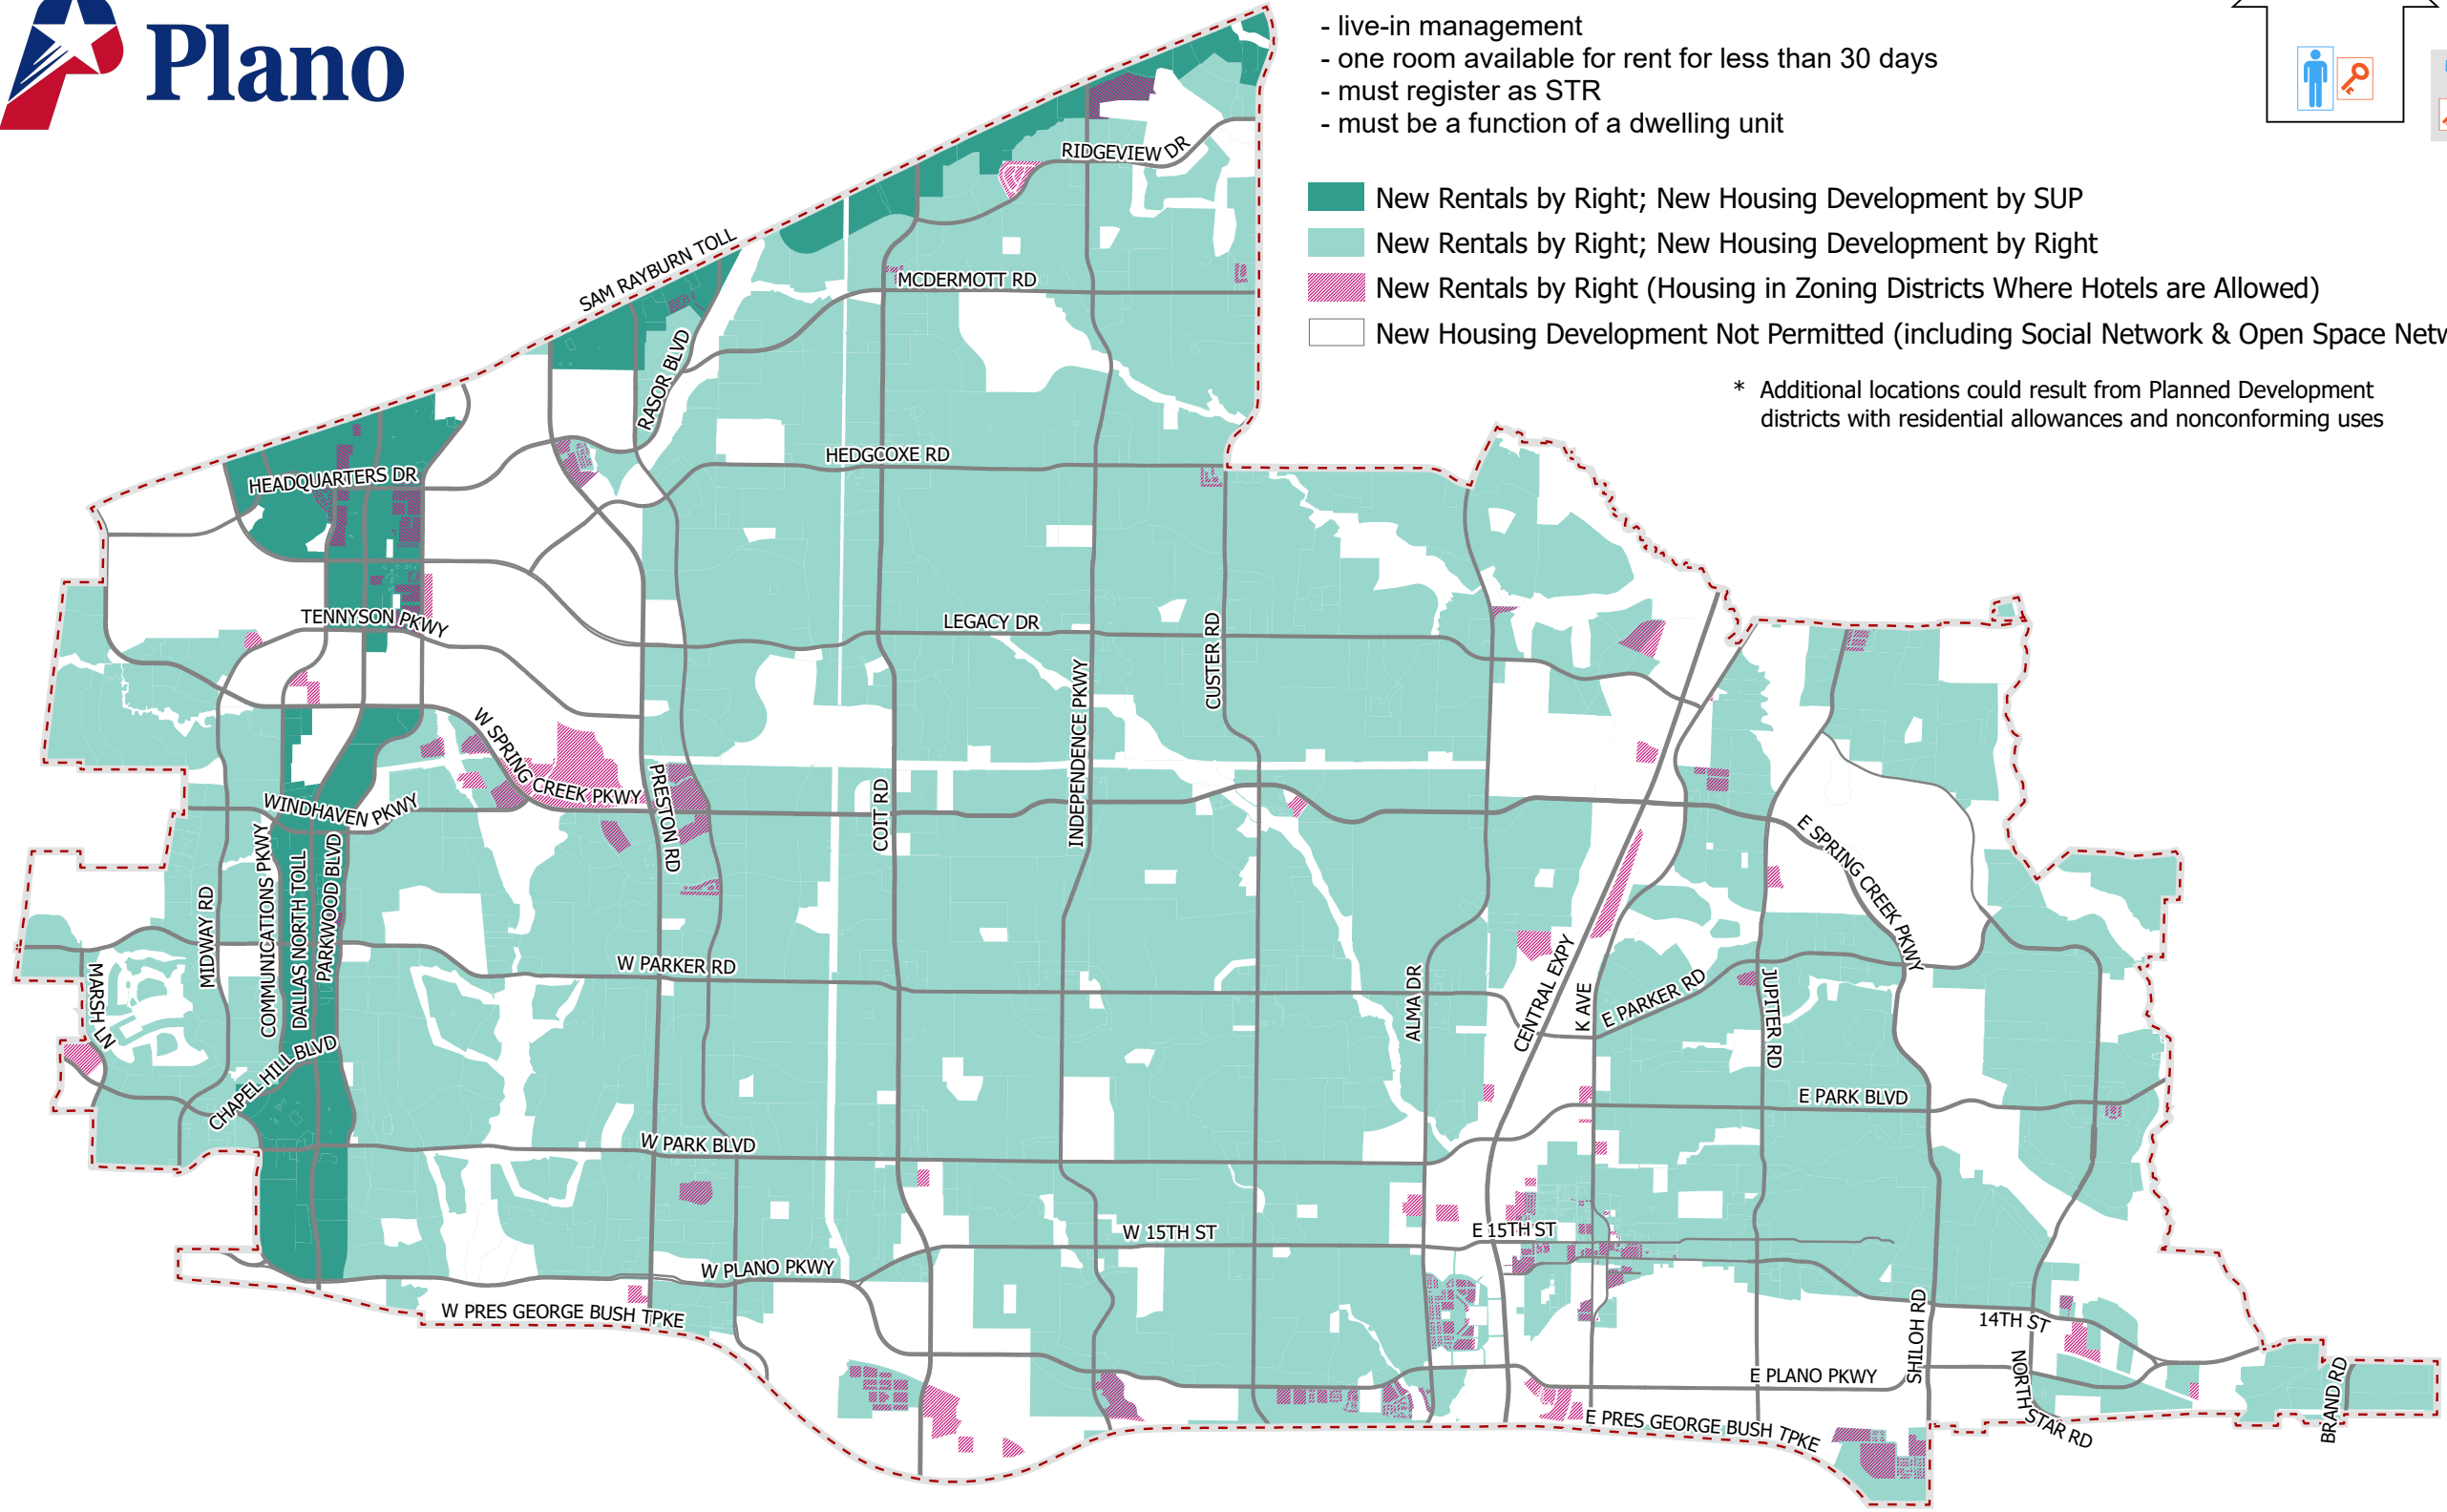 Plano
- live-in management
- one room available for rent for less than 30 days
- must register as STR
- must be a function of a dwelling unit
New Rentals by Right; New Housing Development by SUP
New Rentals by Right; New Housing Development by Right
New Rentals by Right (Housing in Zoning Districts Where Hotels are Allowed)
New Housing Development Not Permitted (including Social Network & Open Space Netw
* Additional locations could result from Planned Development
districts with residential allowances and nonconforming uses
RIDGEVIEW DR
SAM RAYBURN TOLL
MCDERMOTT RD
RASOR BLVD
HEDGCOXE RD
HEADQUARTERS DR
TENNYSON PKWY
LEGACY DR
CUSTER RD
INDEPENDENCE PKWY
W SPRING CREEK PKWY
PRESTON RD
COIT RD
WINDHAVEN PKWY
E SPRING CREEK PKWY
MIDWAY RD
COMMUNICATIONS PKWY
DALLAS NORTH TOLL
PARKWOOD BLVD
MARSH LN
W PARKER RD
ALMA DR
CENTRAL EXPY
K AVE
E PARKER RD
JUPITER RD
CHAPEL HILL BLVD
E PARK BLVD
W PARK BLVD
W 15TH ST
E 15TH ST
W PLANO PKWY
W PRES GEORGE BUSH TPKE
SHILOH RD
14TH ST
NORTH STAR RD
E PLANO PKWY
BRAND RD
E PRES GEORGE BUSH TPKE